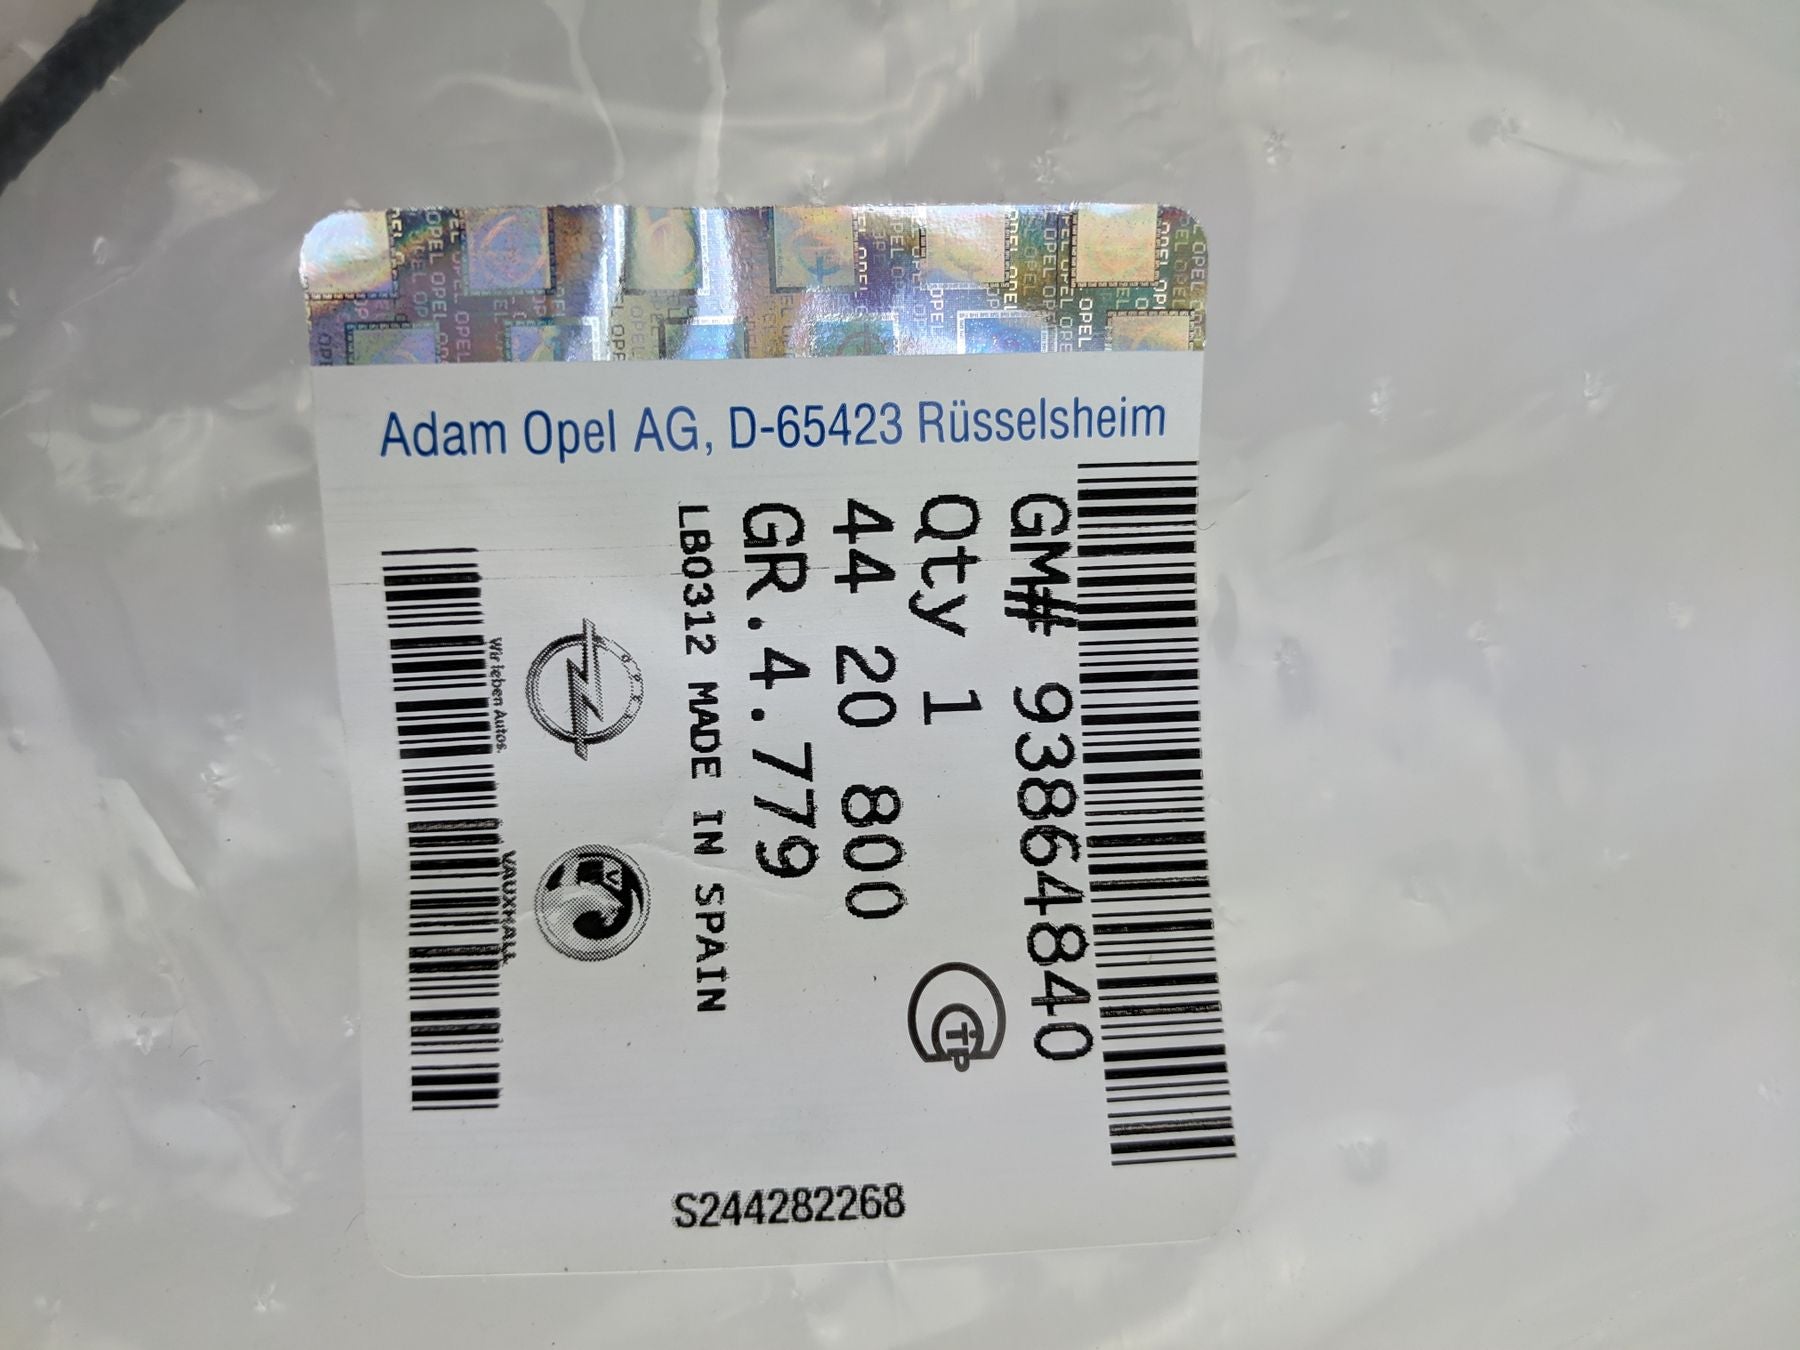 Adam Opel AG, D-65423 Rüsselsheim
GM# 93864840
Qty 1
44 20 800
GR.4.779
LB0312 MADE IN SPAIN
OPEL
Wir leben Autos.
VAUXHALL
S244282268